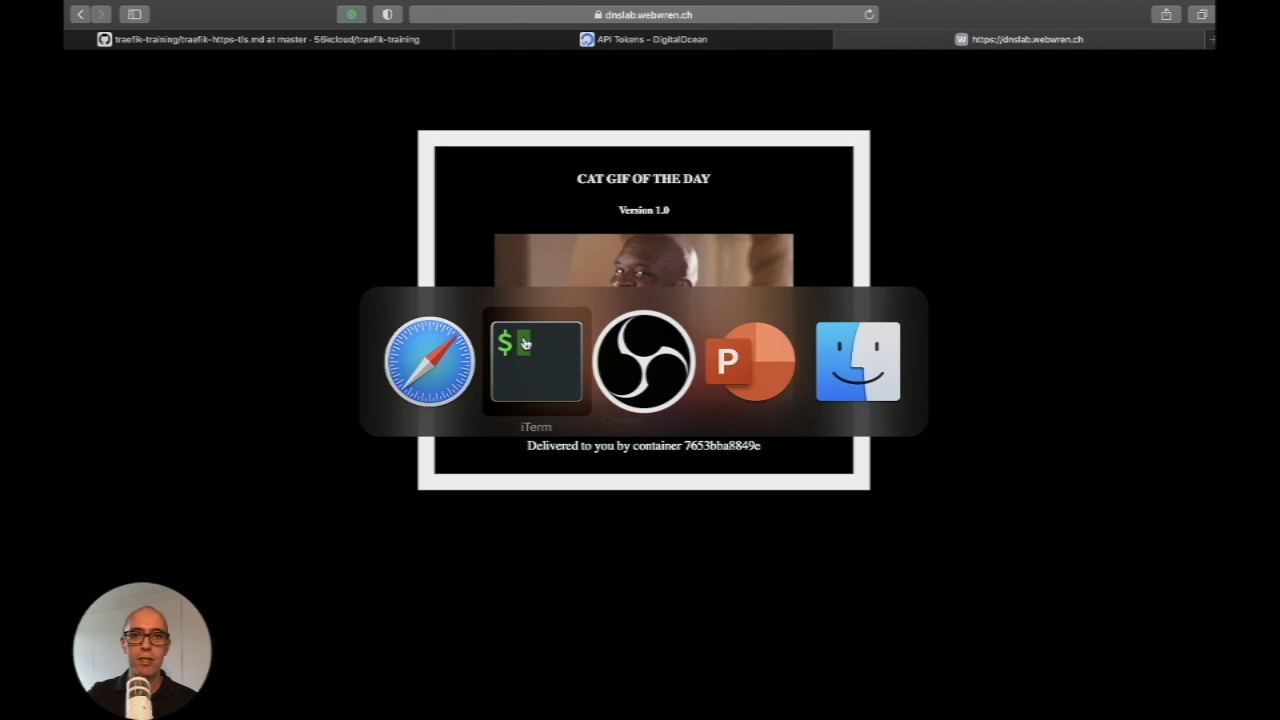 dnslab.webwren.ch
traefik-training/traefik-https-tls.md at master · 56kcloud/traefik-training
API Tokens – DigitalOcean
W
https://dnslab.webwren.ch
CAT GIF OF THE DAY
Version 1.0
$
P
iTerm
Delivered to you by container 7653bba8849e